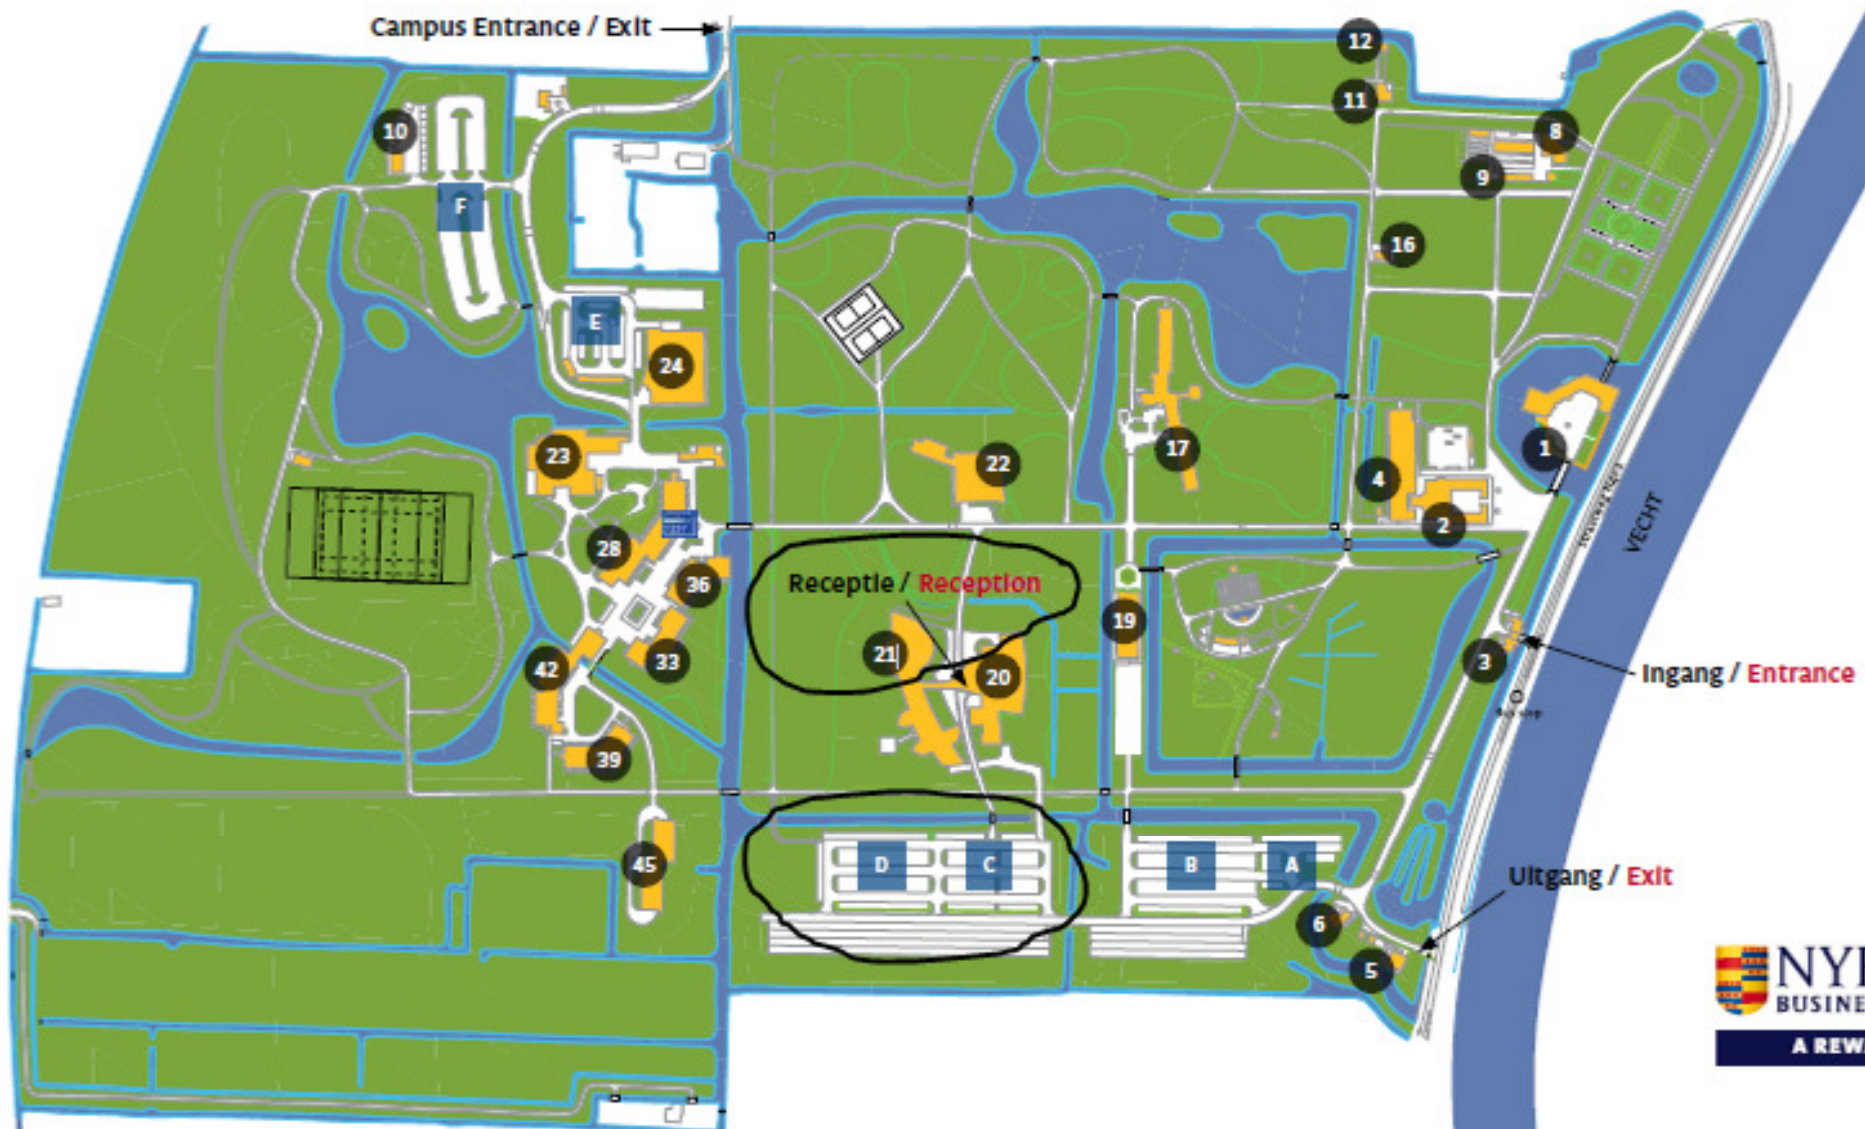 Campus Entrance / Exit
12
11
10
8
9
F
16
E
24
1
23
22
17
4
2
VECHT
28
Receptie / Reception
36
19
21
20
33
42
3
Ingang / Entrance
39
45
D
C
B
A
Uitgang / Exit
6
5
NY
BUSINE
A REW